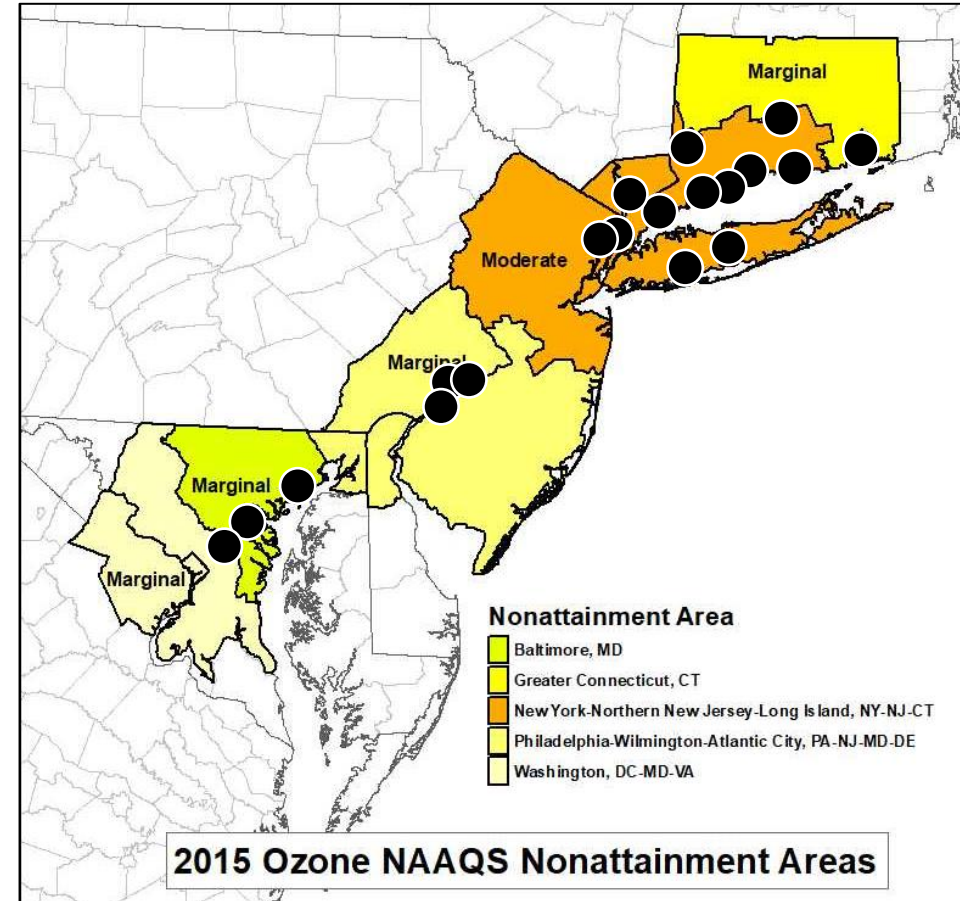 Marginal
Moderate
Marginal
Marginal
Marginal
Nonattainment Area
Baltimore, MD
Greater Connecticut, CT
New York-Northern New Jersey-Long Island, NY-NJ-CT
Philadelphia-Wilmington-Atlantic City, PA-NJ-MD-DE
Washington, DC-MD-VA
2015 Ozone NAAQS Nonattainment Areas